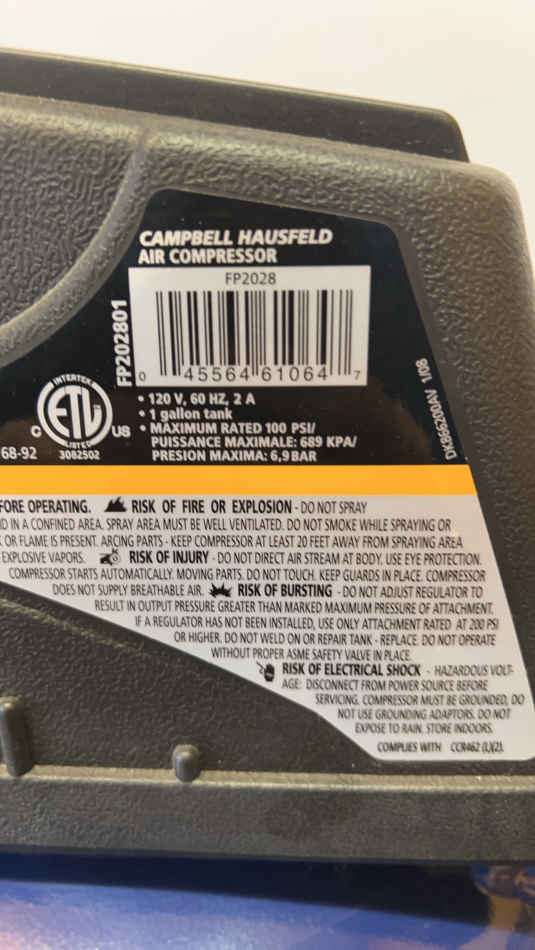 CAMPBELL HAUSFELD
AIR COMPRESSOR
FP2028
FP202801
0 45564 61064 7
INTERTEK
ETL
LISTED
C US
3082502
68-92
• 120 V, 60 HZ, 2 A
• 1 gallon tank
• MAXIMUM RATED 100 PSI/
PUISSANCE MAXIMALE: 689 KPA/
PRESION MAXIMA: 6,9 BAR
DK866200AV 1/08
FORE OPERATING. RISK OF FIRE OR EXPLOSION - DO NOT SPRAY
D IN A CONFINED AREA. SPRAY AREA MUST BE WELL VENTILATED. DO NOT SMOKE WHILE SPRAYING OR
OR FLAME IS PRESENT. ARCING PARTS - KEEP COMPRESSOR AT LEAST 20 FEET AWAY FROM SPRAYING AREA
EXPLOSIVE VAPORS. RISK OF INJURY - DO NOT DIRECT AIR STREAM AT BODY. USE EYE PROTECTION.
COMPRESSOR STARTS AUTOMATICALLY. MOVING PARTS. DO NOT TOUCH. KEEP GUARDS IN PLACE. COMPRESSOR
DOES NOT SUPPLY BREATHABLE AIR. RISK OF BURSTING - DO NOT ADJUST REGULATOR TO
RESULT IN OUTPUT PRESSURE GREATER THAN MARKED MAXIMUM PRESSURE OF ATTACHMENT.
IF A REGULATOR HAS NOT BEEN INSTALLED, USE ONLY ATTACHMENT RATED AT 200 PSI
OR HIGHER. DO NOT WELD ON OR REPAIR TANK - REPLACE. DO NOT OPERATE
WITHOUT PROPER ASME SAFETY VALVE IN PLACE.
RISK OF ELECTRICAL SHOCK - HAZARDOUS VOLT-
AGE: DISCONNECT FROM POWER SOURCE BEFORE
SERVICING. COMPRESSOR MUST BE GROUNDED, DO
NOT USE GROUNDING ADAPTORS. DO NOT
EXPOSE TO RAIN. STORE INDOORS.
COMPLIES WITH CCR462 (L)(2).